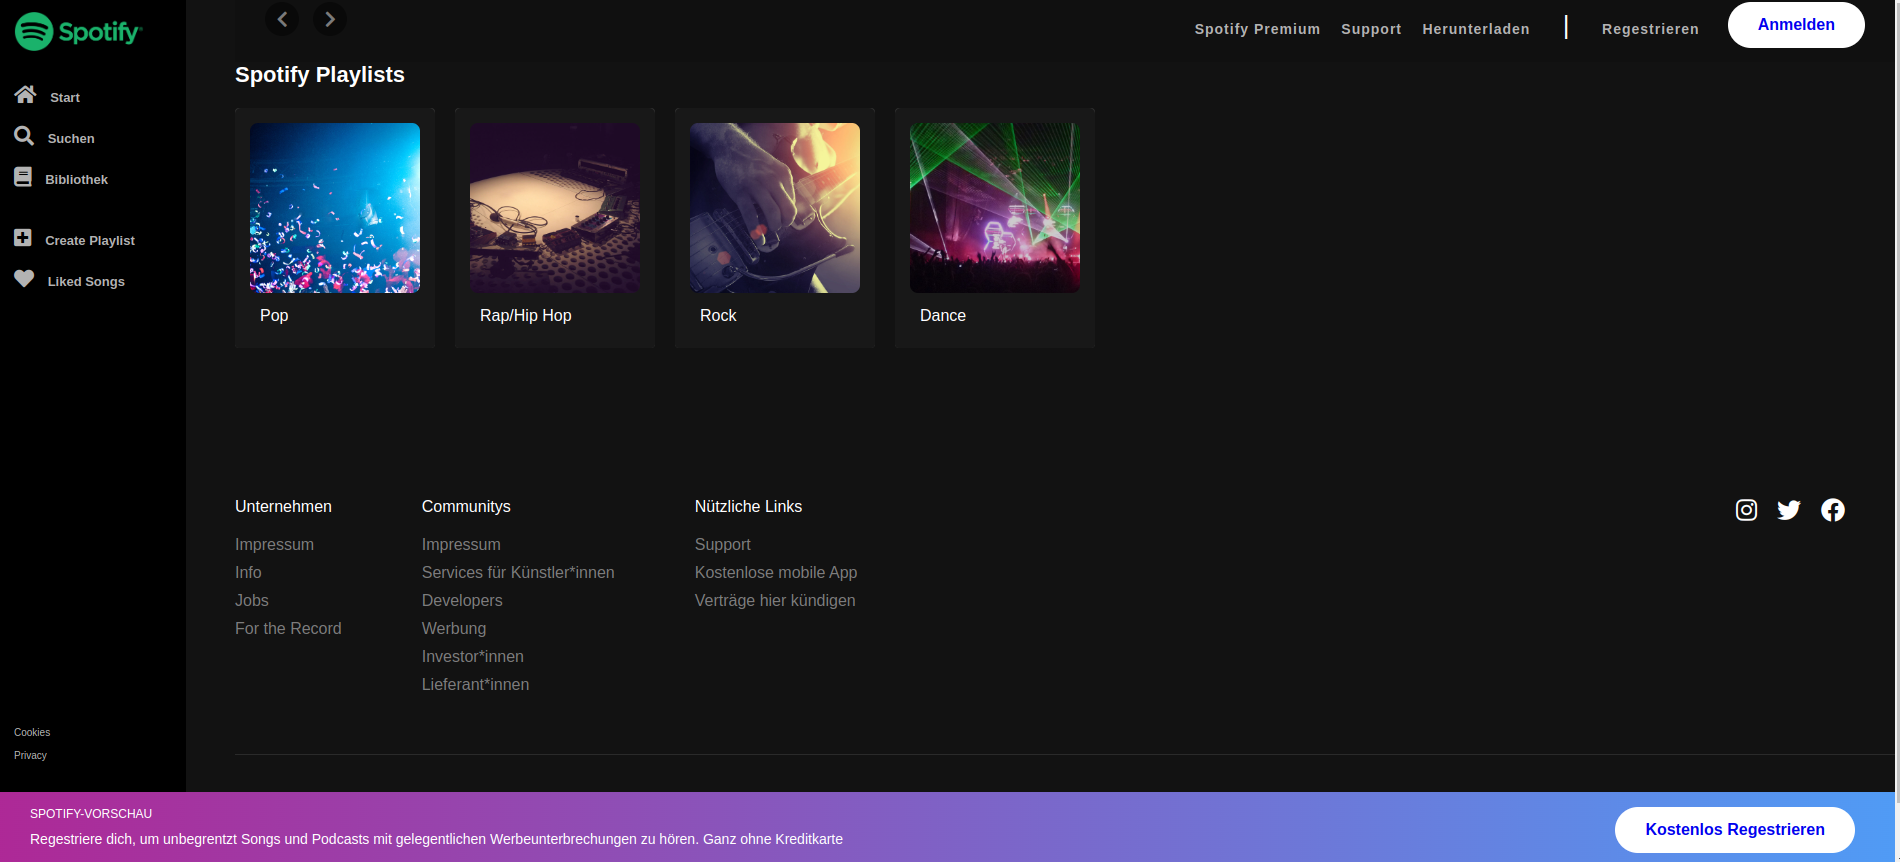 Spotify
Start
Suchen
Bibliothek
Create Playlist
Liked Songs
Cookies
Privacy
Spotify Premium Support Herunterladen | Regestrieren Anmelden
Spotify Playlists
Pop Rap/Hip Hop Rock Dance
Unternehmen
Impressum
Info
Jobs
For the Record
Communitys
Impressum
Services für Künstler*innen
Developers
Werbung
Investor*innen
Lieferant*innen
Nützliche Links
Support
Kostenlose mobile App
Verträge hier kündigen
SPOTIFY-VORSCHAU
Regestriere dich, um unbegrentzt Songs und Podcasts mit gelegentlichen Werbeunterbrechungen zu hören. Ganz ohne Kreditkarte
Kostenlos Regestrieren